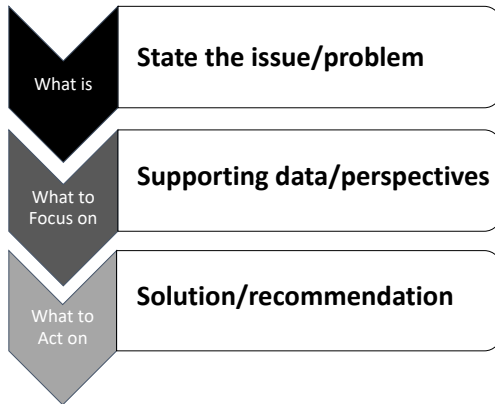 What is
State the issue/problem
What to
Focus on
Supporting data/perspectives
What to
Act on
Solution/recommendation